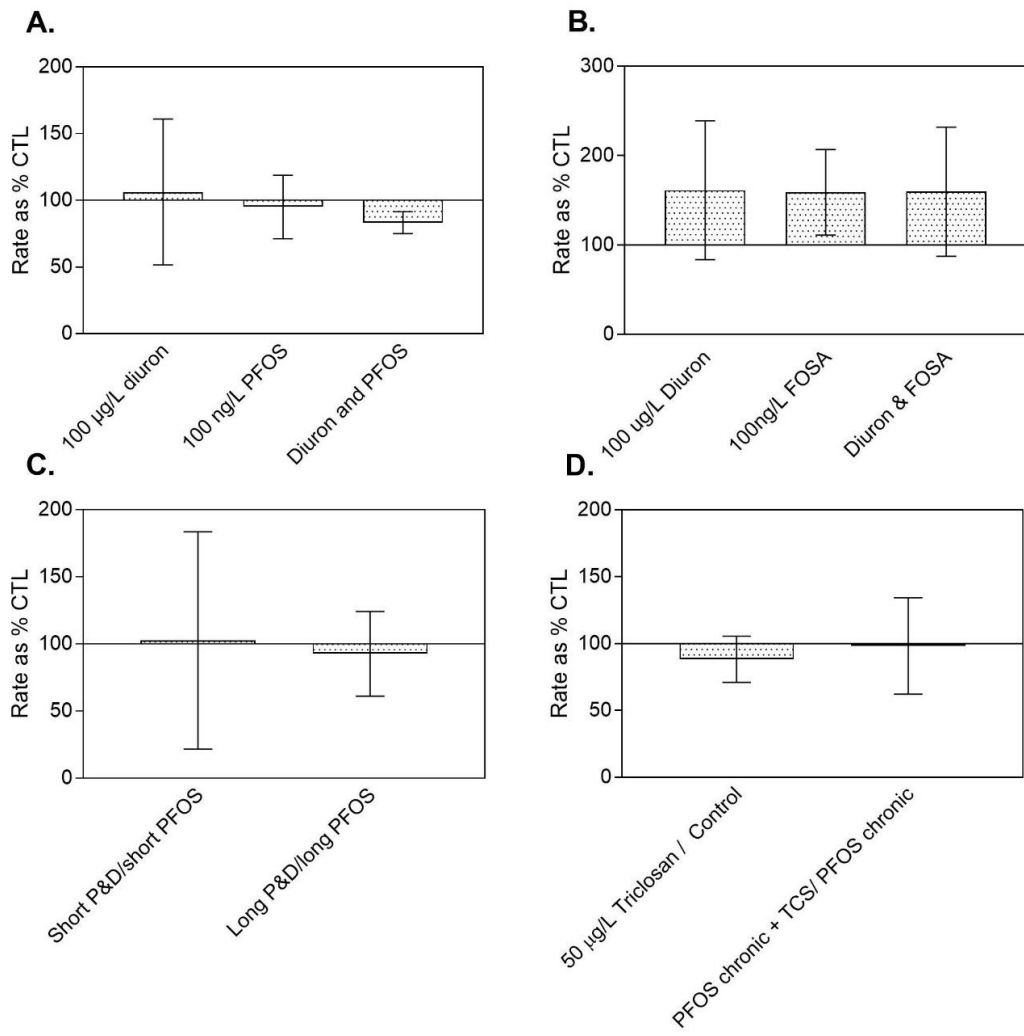 A.
200
150
100
50
0
Rate as % CTL
100 µg/L diuron
100 ng/L PFOS
Diuron and PFOS
B.
300
200
100
0
Rate as % CTL
100 ug/L Diuron
100ng/L FOSA
Diuron & FOSA
C.
200
150
100
50
0
Rate as % CTL
Short P&D/short PFOS
Long P&D/long PFOS
D.
200
150
100
50
0
Rate as % CTL
50 µg/L Triclosan / Control
PFOS chronic + TCS/ PFOS chronic